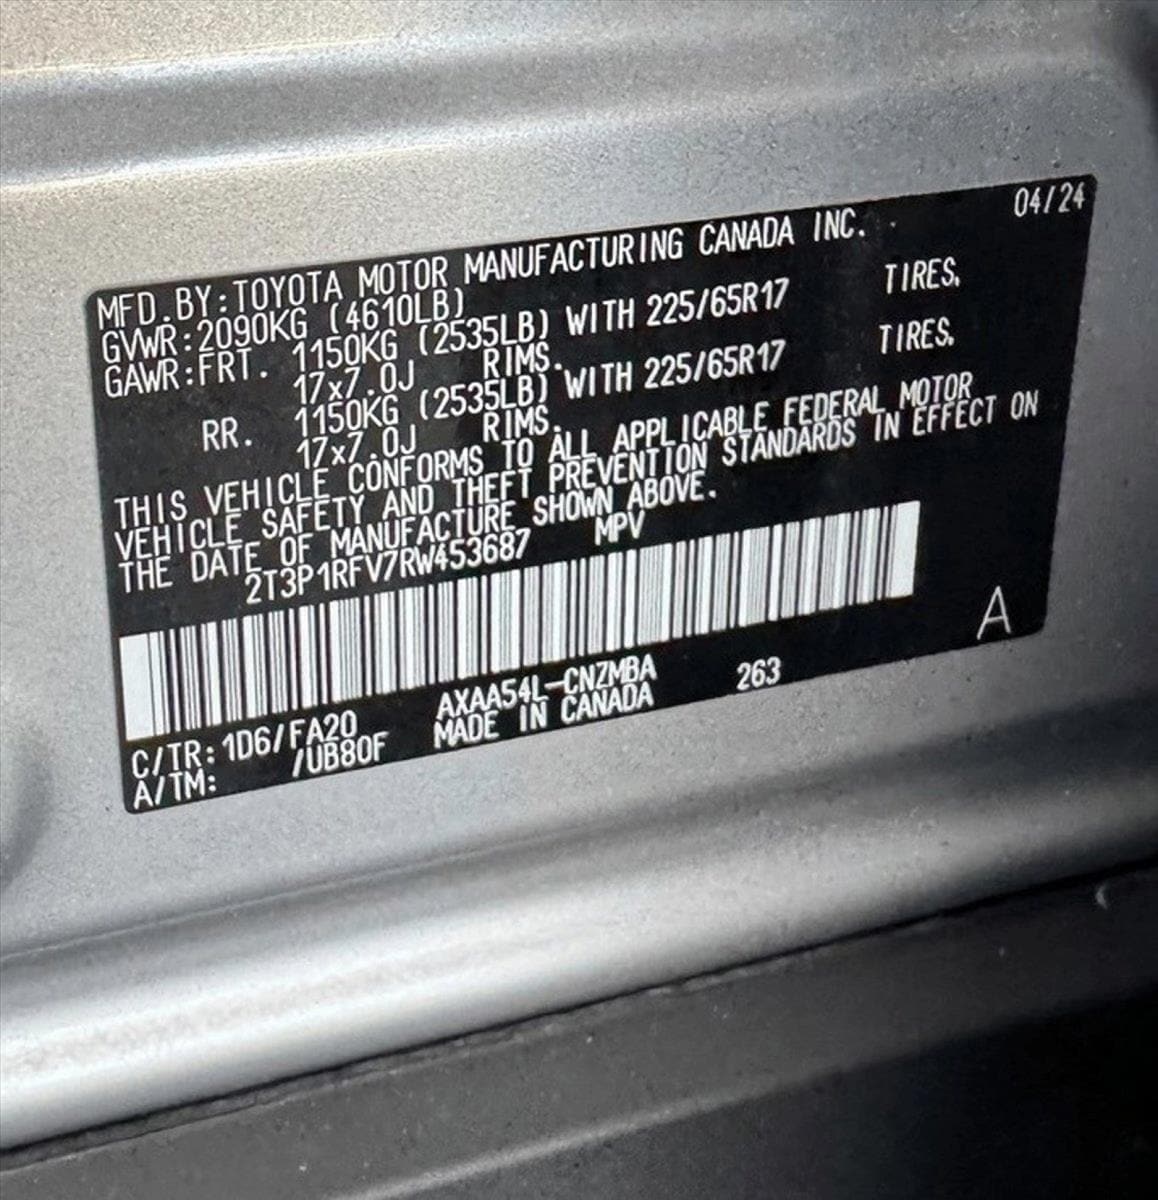 04/24
MFD.BY:TOYOTA MOTOR MANUFACTURING CANADA INC.
GVWR:2090KG (4610LB)
GAWR:FRT. 1150KG (2535LB) WITH 225/65R17 TIRES,
17x7.0J RIMS.
RR. 1150KG (2535LB) WITH 225/65R17 TIRES,
17x7.0J RIMS.
THIS VEHICLE CONFORMS TO ALL APPLICABLE FEDERAL MOTOR
VEHICLE SAFETY AND THEFT PREVENTION STANDARDS IN EFFECT ON
THE DATE OF MANUFACTURE SHOWN ABOVE.
2T3P1RFV7RW453687 MPV
A
C/TR: 1D6/FA20 AXAA54L-CNZMBA 263
A/TM: /UB80F MADE IN CANADA